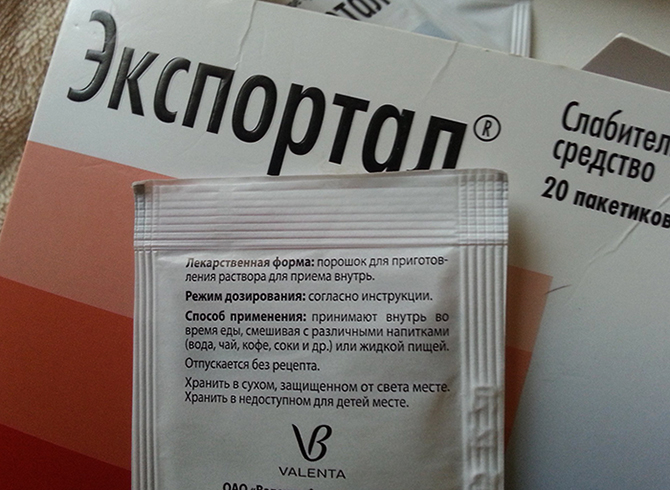 Экспортал®
Слабител
средство
20 пакетиков
Лекарственная форма: порошок для приготов-
ления раствора для приема внутрь.
Режим дозирования: согласно инструкции.
Способ применения: принимают внутрь во
время еды, смешивая с различными напитками
(вода, чай, кофе, соки и др.) или жидкой пищей.
Отпускается без рецепта.
Хранить в сухом, защищенном от света месте.
Хранить в недоступном для детей месте.
VALENTA
ОАО